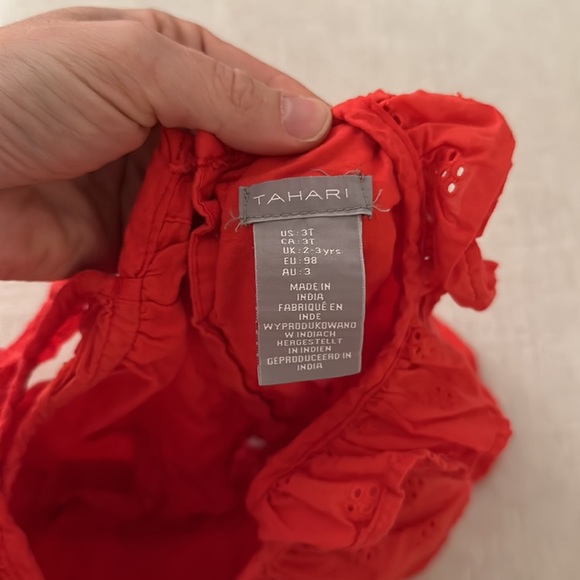 TAHARI
US:3T
CA:3T
UK:2-3yrs
EU:98
AU:3
MADE IN
INDIA
FABRIQUÉ EN
INDE
WYPRODUKOWANO
W INDIACH
HERGESTELLT
IN INDIEN
GEPRODUCEERD IN
INDIA